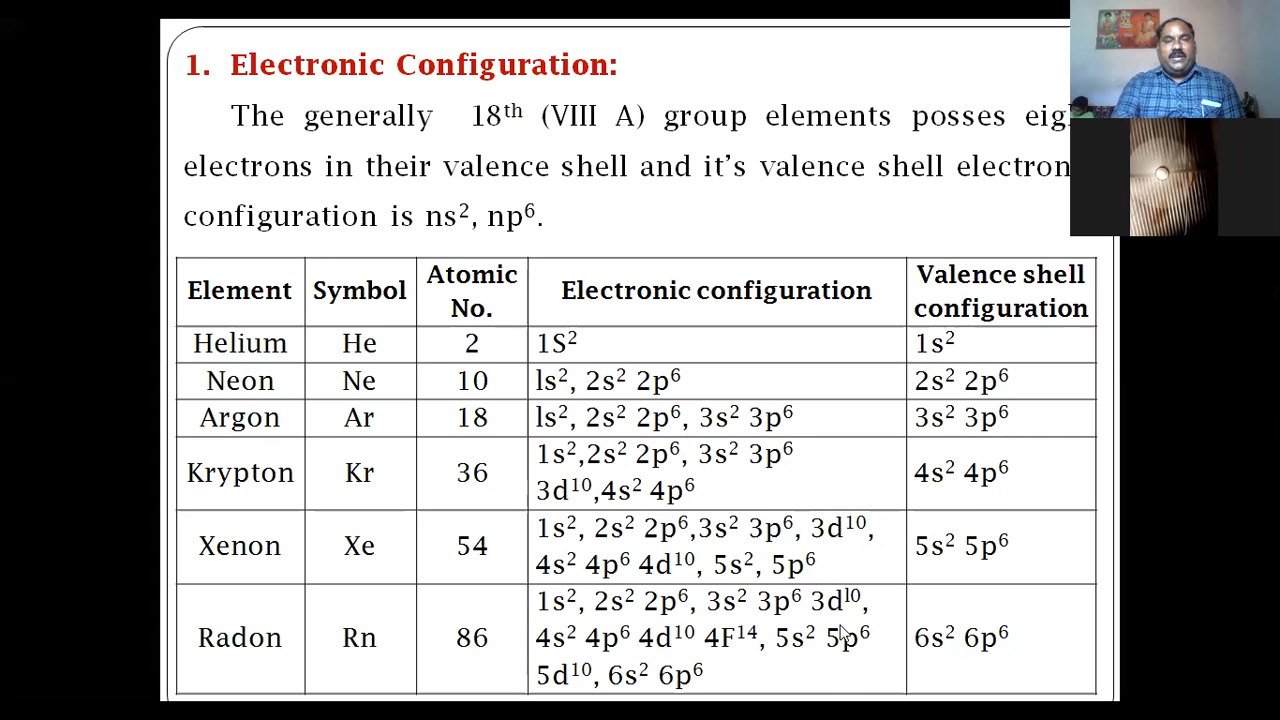 1. Electronic Configuration:
The generally 18th (VIII A) group elements posses
electrons in their valence shell and it's valence shell electron
configuration is ns², np⁶.
Element Symbol Atomic No. Electronic configuration Valence shell configuration
Helium He 2 1S² 1s²
Neon Ne 10 ls², 2s² 2p⁶ 2s² 2p⁶
Argon Ar 18 ls², 2s² 2p⁶, 3s² 3p⁶ 3s² 3p⁶
Krypton Kr 36 1s²,2s² 2p⁶, 3s² 3p⁶ 3d¹⁰,4s² 4p⁶ 4s² 4p⁶
Xenon Xe 54 1s², 2s² 2p⁶,3s² 3p⁶, 3d¹⁰, 4s² 4p⁶ 4d¹⁰, 5s², 5p⁶ 5s² 5p⁶
Radon Rn 86 1s², 2s² 2p⁶, 3s² 3p⁶ 3d¹⁰, 4s² 4p⁶ 4d¹⁰ 4F¹⁴, 5s² 5p⁶ 5d¹⁰, 6s² 6p⁶ 6s² 6p⁶